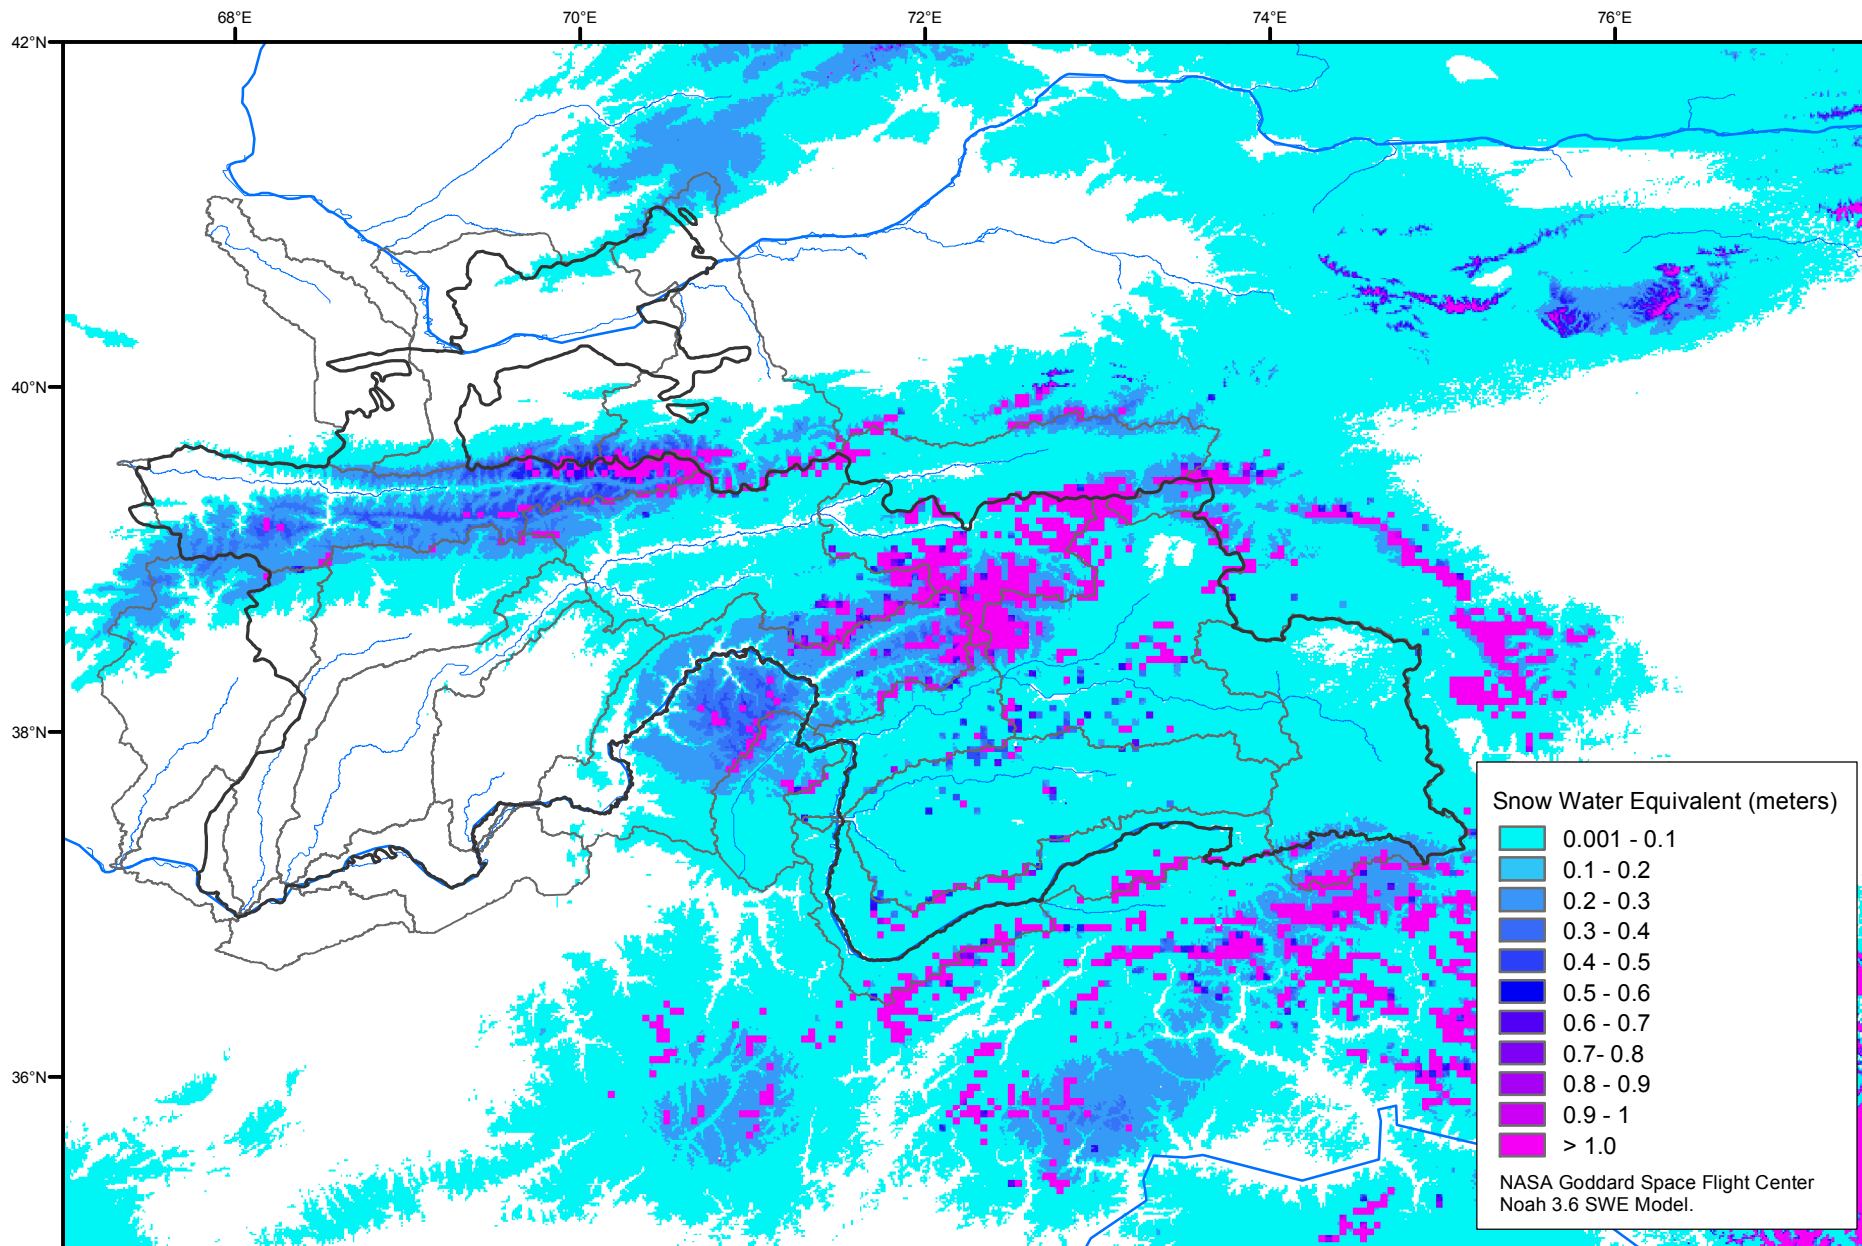 68°E
70°E
72°E
74°E
76°E
42°N
40°N
38°N
36°N
Snow Water Equivalent (meters)
0.001 - 0.1
0.1 - 0.2
0.2 - 0.3
0.3 - 0.4
0.4 - 0.5
0.5 - 0.6
0.6 - 0.7
0.7- 0.8
0.8 - 0.9
0.9 - 1
> 1.0
NASA Goddard Space Flight Center
Noah 3.6 SWE Model.